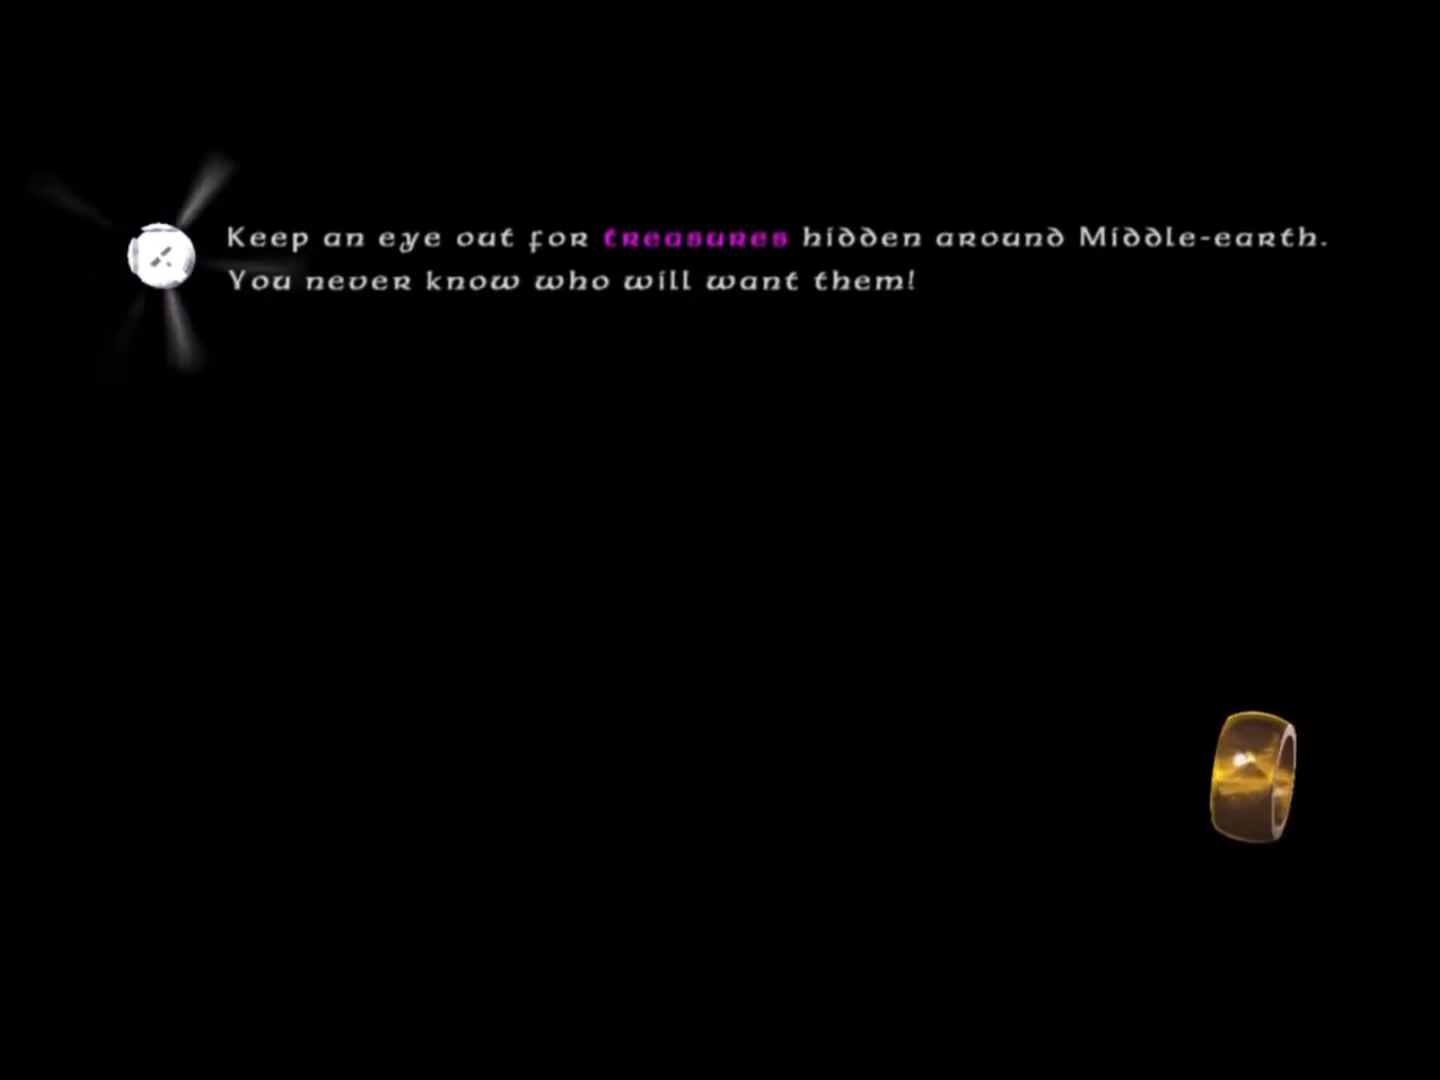 Keep an eye out for treasures hidden around Middle-earth.
You never know who will want them!